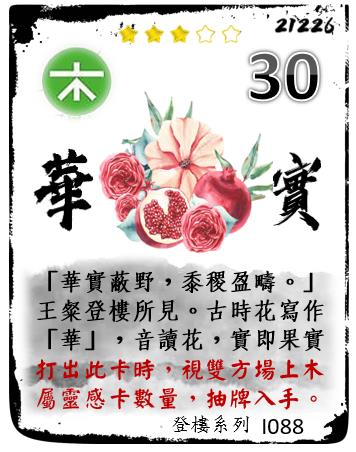 21226
木
30
華 實
「華實蔽野，黍稷盈疇。」
王粲登樓所見。古時花寫作
「華」，音讀花，實即果實
打出此卡時，視雙方場上木
屬靈感卡數量，抽牌入手。
登樓系列 I088